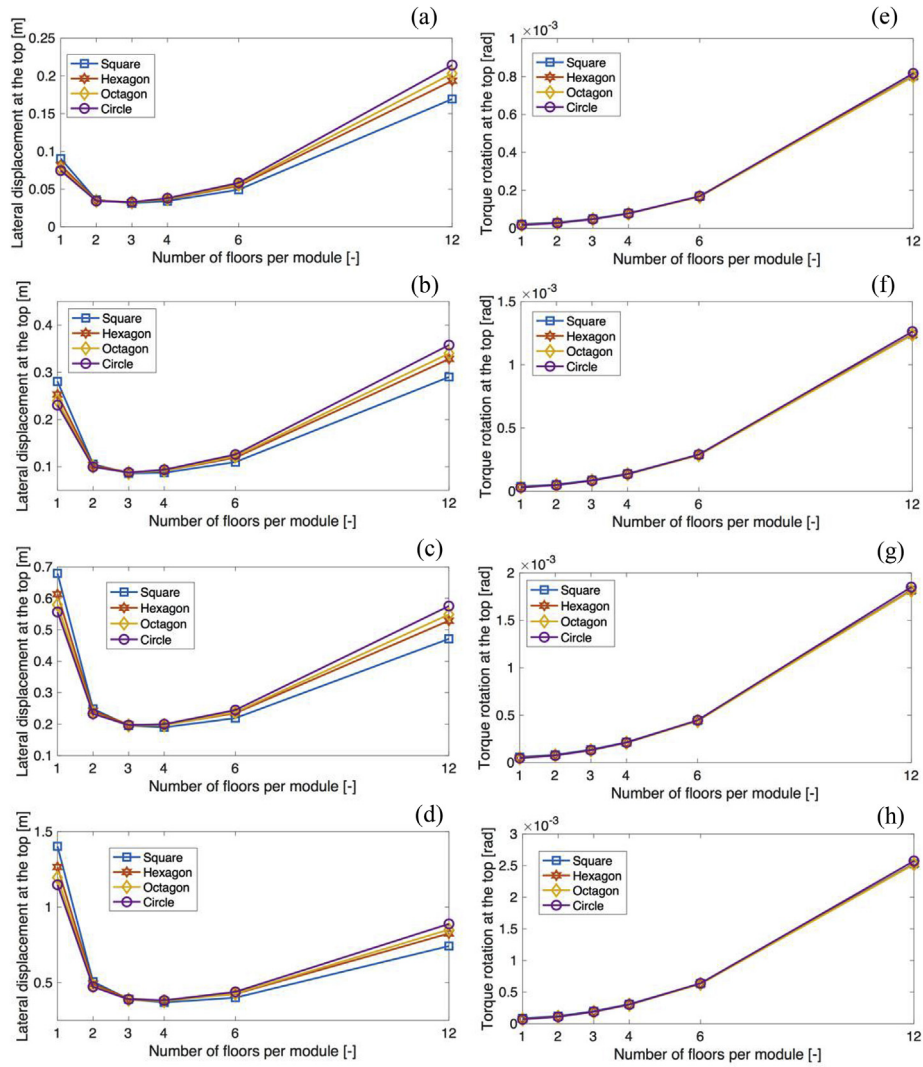 (a)
Lateral displacement at the top [m]
0.25
0.2
0.15
0.1
0.05
0
Square
Hexagon
Octagon
Circle
1 2 3 4 6 12
Number of floors per module [-]
(e)
Torque rotation at the top [rad]
×10⁻³
1
0.8
0.6
0.4
0.2
0
Square
Hexagon
Octagon
Circle
1 2 3 4 6 12
Number of floors per module [-]
(b)
Lateral displacement at the top [m]
0.4
0.3
0.2
0.1
Square
Hexagon
Octagon
Circle
1 2 3 4 6 12
Number of floors per module [-]
(f)
Torque rotation at the top [rad]
×10⁻³
1.5
1
0.5
0
Square
Hexagon
Octagon
Circle
1 2 3 4 6 12
Number of floors per module [-]
(c)
Lateral displacement at the top [m]
0.7
0.6
0.5
0.4
0.3
0.2
0.1
Square
Hexagon
Octagon
Circle
1 2 3 4 6 12
Number of floors per module [-]
(g)
Torque rotation at the top [rad]
×10⁻³
2
1.5
1
0.5
0
Square
Hexagon
Octagon
Circle
1 2 3 4 6 12
Number of floors per module [-]
(d)
Lateral displacement at the top [m]
1.5
1
0.5
Square
Hexagon
Octagon
Circle
1 2 3 4 6 12
Number of floors per module [-]
(h)
Torque rotation at the top [rad]
×10⁻³
3
2.5
2
1.5
1
0.5
0
Square
Hexagon
Octagon
Circle
1 2 3 4 6 12
Number of floors per module [-]